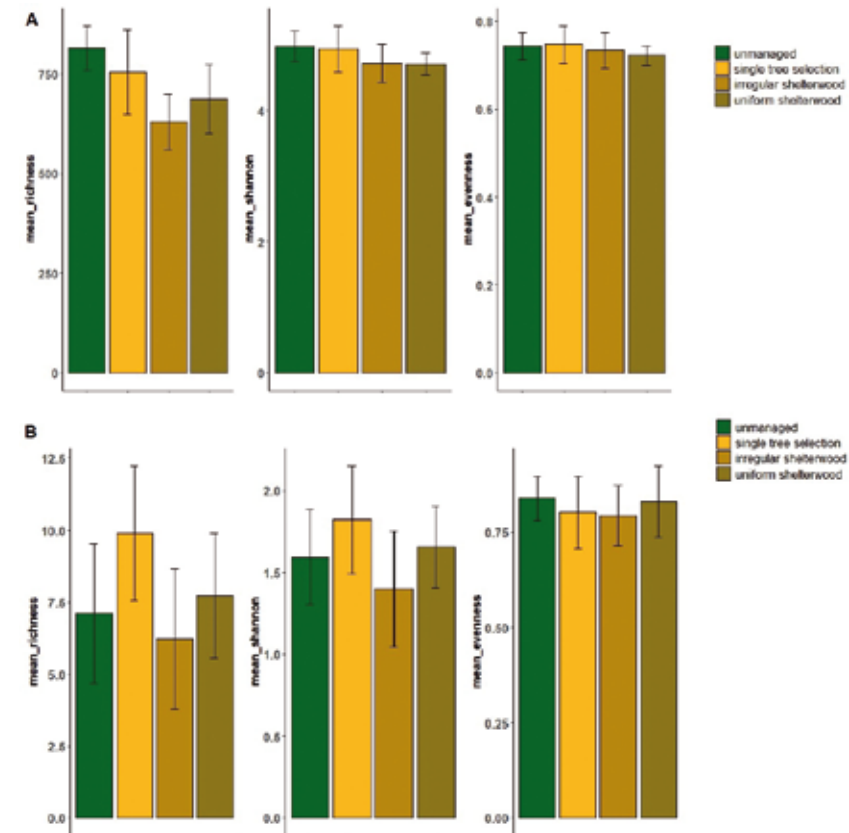 A
mean_richness
750
500
250
0
mean_shannon
4
2
0
mean_evenness
0.8
0.6
0.4
0.2
0.0
unmanaged
single tree selection
irregular shelterwood
uniform shelterwood
B
mean_richness
12.5
10.0
7.5
5.0
2.5
0.0
mean_shannon
2.0
1.5
1.0
0.5
0.0
mean_evenness
0.75
0.50
0.25
0.00
unmanaged
single tree selection
irregular shelterwood
uniform shelterwood